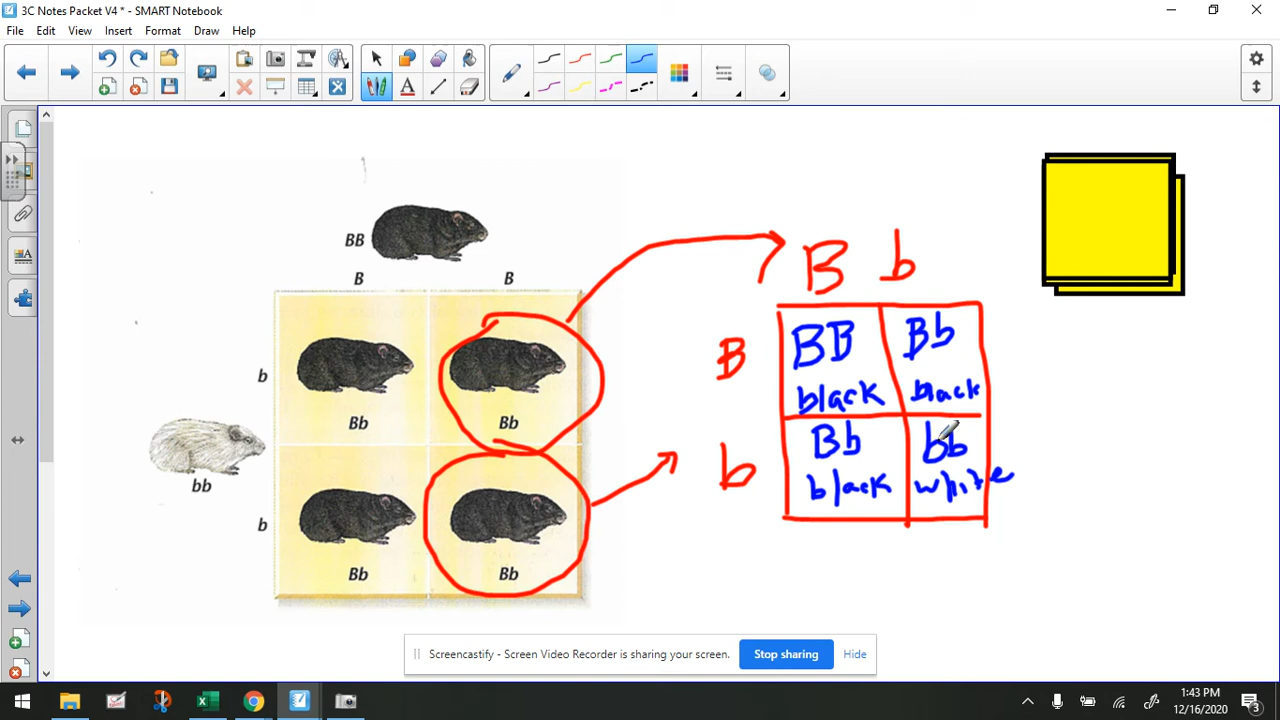 3C Notes Packet V4 * - SMART Notebook
File Edit View Insert Format Draw Help
BB
B B
B b
b
Bb Bb
bb
b
Bb Bb
B
BB Bb
black black
b
Bb bb
black white
Screencastify - Screen Video Recorder is sharing your screen. Stop sharing Hide
1:43 PM
12/16/2020
3